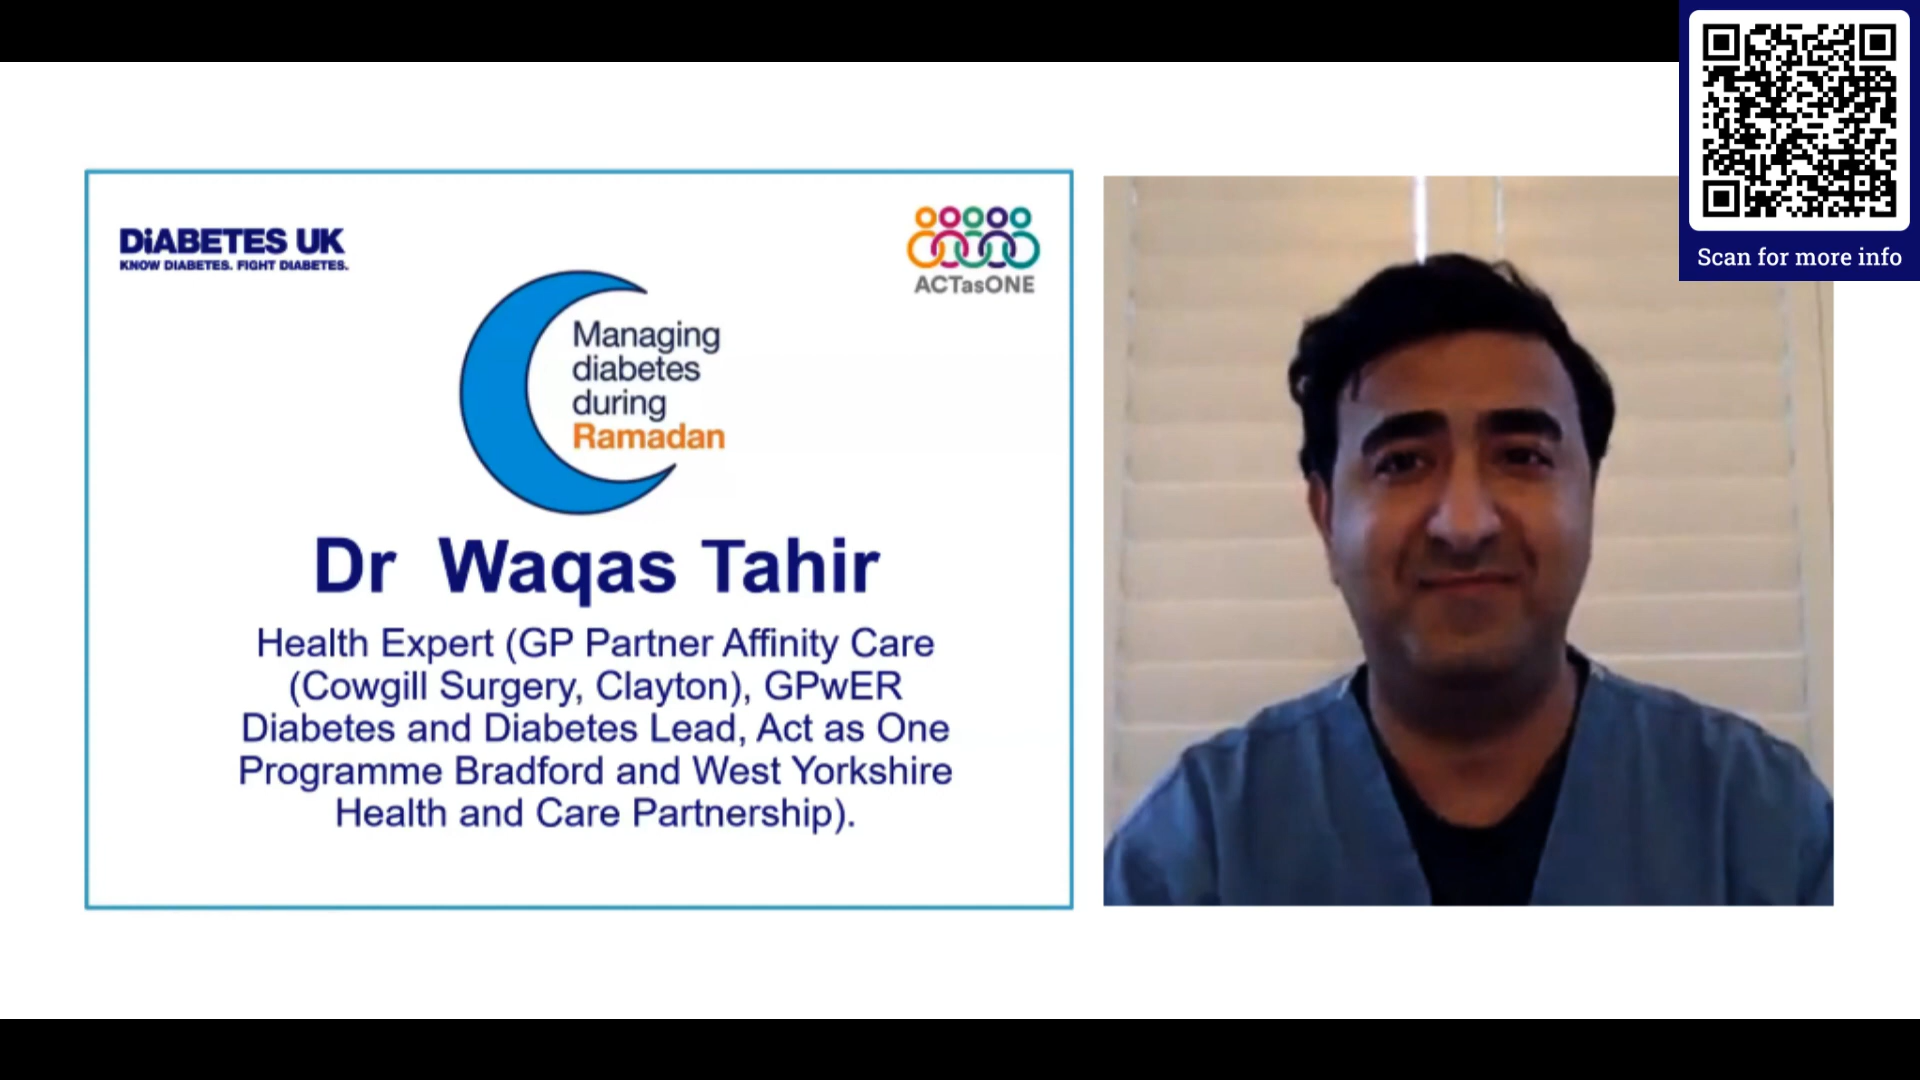 DiABETES UK
KNOW DIABETES. FIGHT DIABETES.
ACTasONE
Managing
diabetes
during
Ramadan
Dr Waqas Tahir
Health Expert (GP Partner Affinity Care
(Cowgill Surgery, Clayton), GPwER
Diabetes and Diabetes Lead, Act as One
Programme Bradford and West Yorkshire
Health and Care Partnership).
Scan for more info